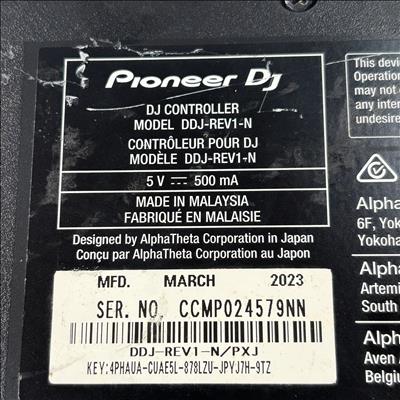 Pioneer Dj
DJ CONTROLLER
MODEL DDJ-REV1-N
CONTRÔLEUR POUR DJ
MODÈLE DDJ-REV1-N
5 V ⎓ 500 mA
MADE IN MALAYSIA
FABRIQUÉ EN MALAISIE
Designed by AlphaTheta Corporation in Japan
Conçu par AlphaTheta Corporation au Japon
MFD. MARCH 2023
SER. NO. CCMP024579NN
DDJ-REV1-N/PXJ
KEY:4PHAUA-CUAE5L-878LZU-JPYJ7H-9TZ
This devi
Operation
may not
any inter
undesired
Alpha
6F, Yok
Yokoha
Alpha
Artemi
South
Alpha
Aven A
Belgiu